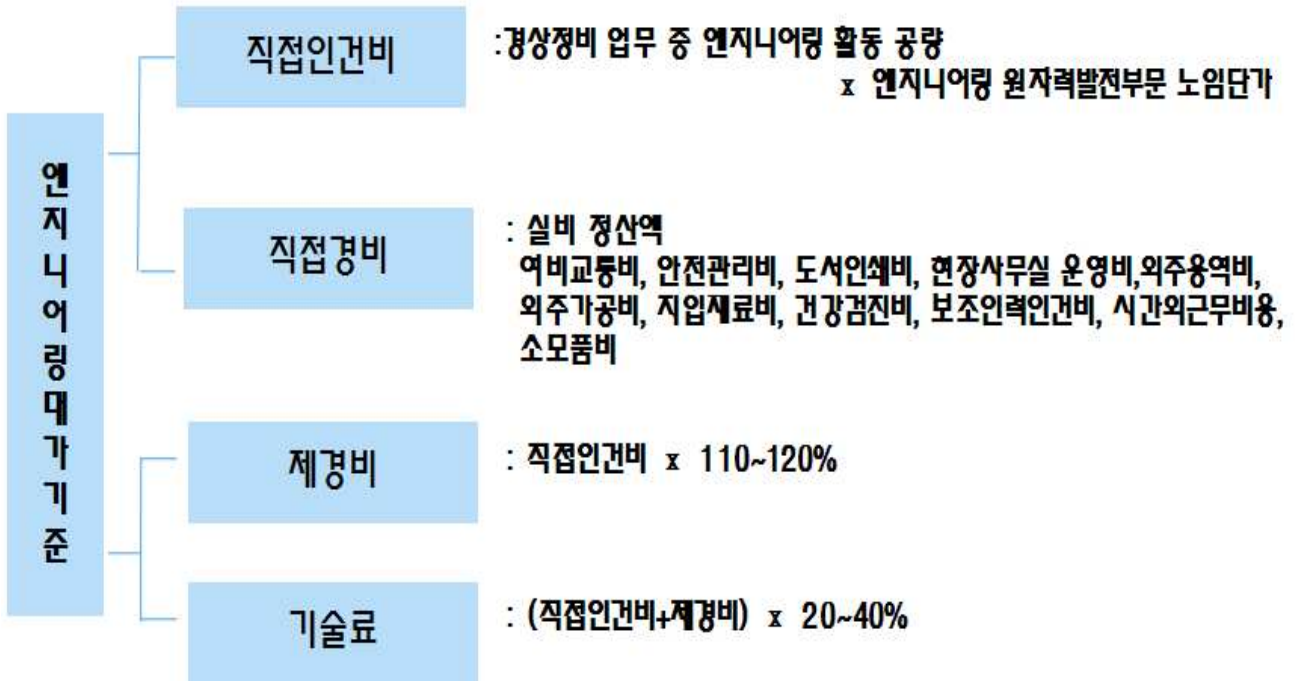 엔지니어링대가기준
직접인건비
:경상정비 업무 중 엔지니어링 활동 공량
x 엔지니어링 원자력발전부문 노임단가
직접경비
: 실비 정산액
여비교통비, 안전관리비, 도서인쇄비, 현장사무실 운영비,외주용역비,
외주가공비, 지입재료비, 건강검진비, 보조인력인건비, 시간외근무비용,
소모품비
제경비
: 직접인건비 x 110~120%
기술료
: (직접인건비+제경비) x 20~40%